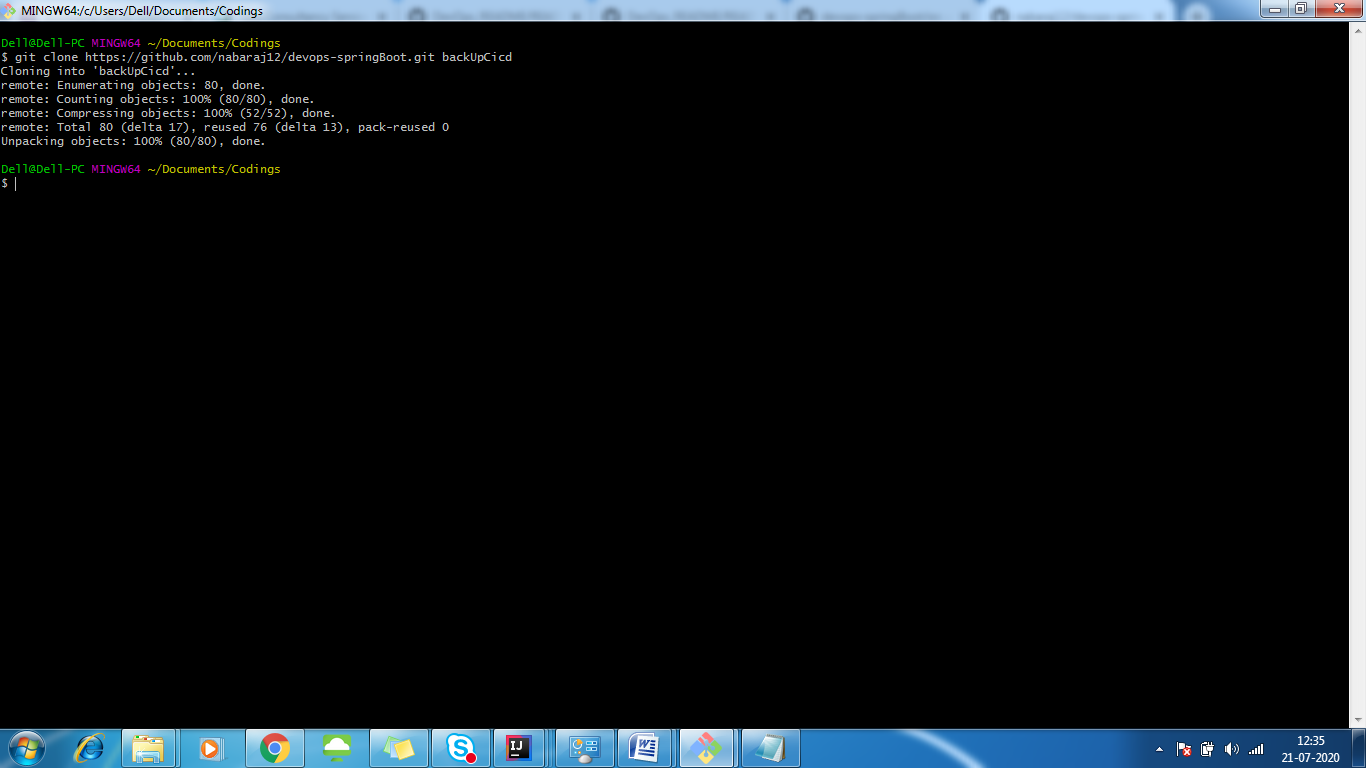 MINGW64:/c/Users/Dell/Documents/Codings
Dell@Dell-PC MINGW64 ~/Documents/Codings
$ git clone https://github.com/nabaraj12/devops-springBoot.git backUpCicd
Cloning into 'backUpCicd'...
remote: Enumerating objects: 80, done.
remote: Counting objects: 100% (80/80), done.
remote: Compressing objects: 100% (52/52), done.
remote: Total 80 (delta 17), reused 76 (delta 13), pack-reused 0
Unpacking objects: 100% (80/80), done.
Dell@Dell-PC MINGW64 ~/Documents/Codings
$
12:35
21-07-2020